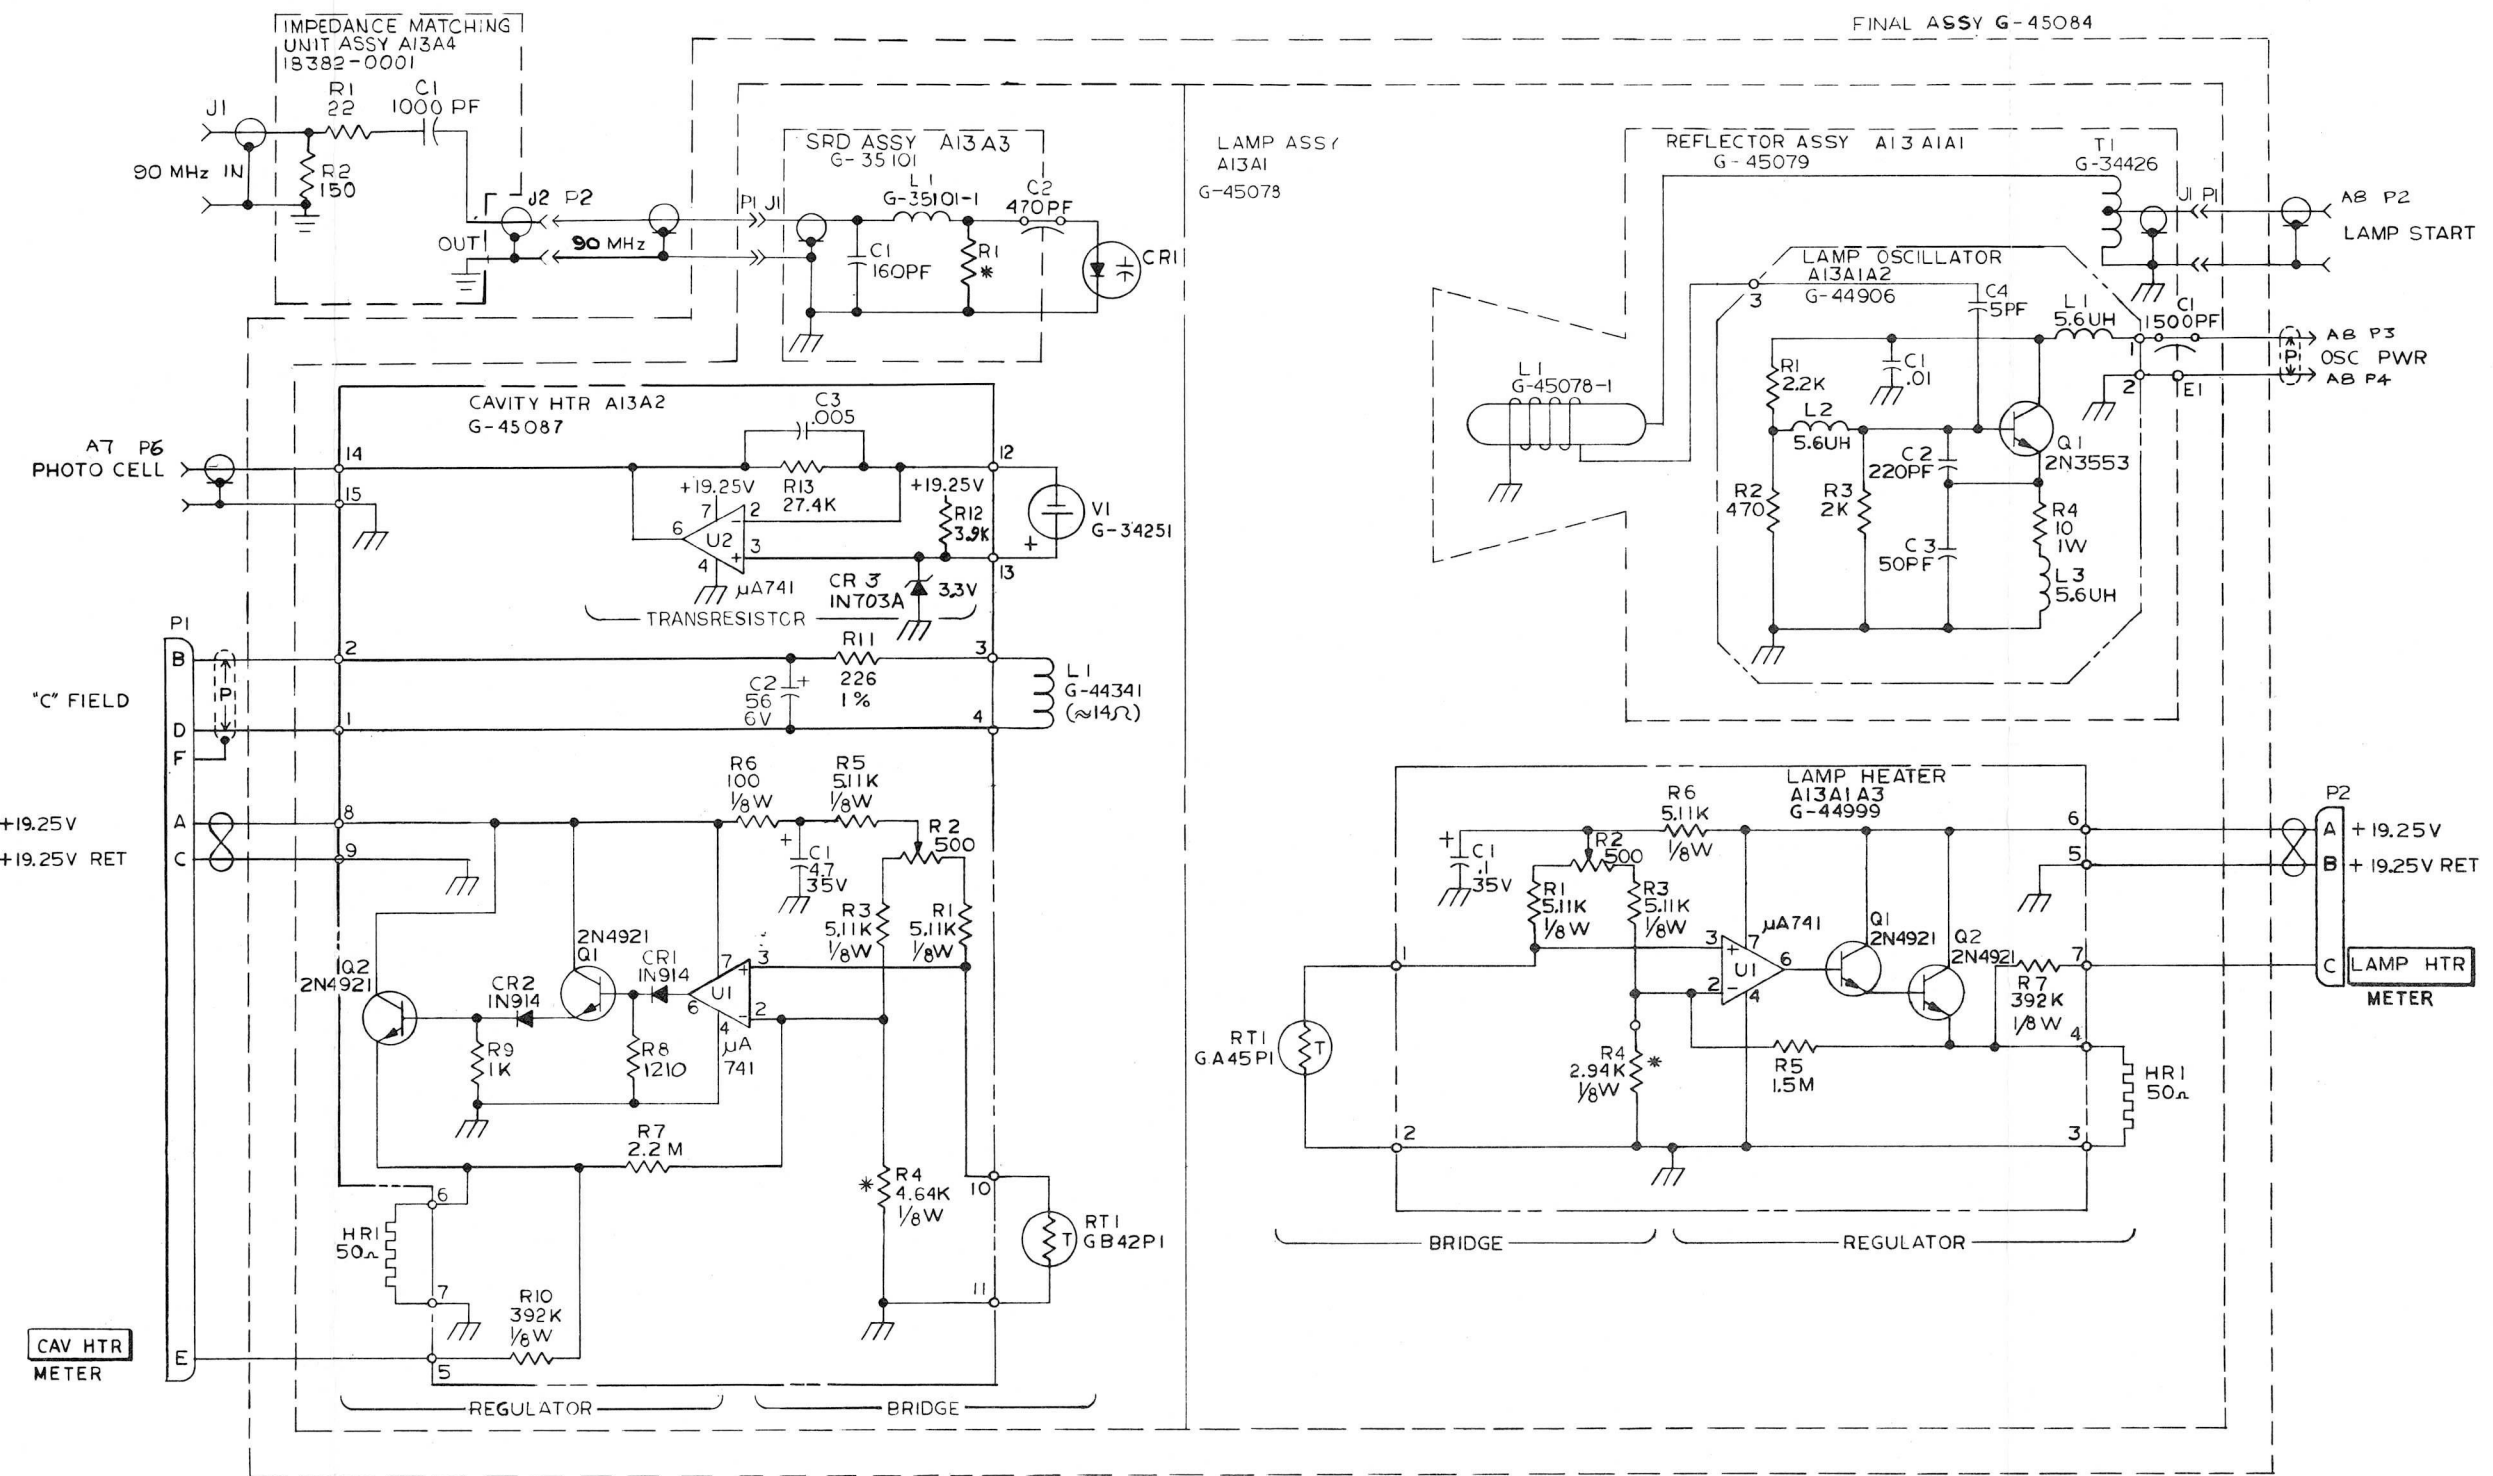 FINAL ASSY G-45084
IMPEDANCE MATCHING
UNIT ASSY A13A4
18382-0001
J1
R1
22
C1
1000 PF
90 MHz IN
R2
150
J2 P2
OUT
90 MHz
P1 J1
SRD ASSY A13A3
G-35101
L1
G-35101-1
C2
470PF
C1
160PF
R1
*
CR1
LAMP ASSY
A13A1
G-45078
REFLECTOR ASSY A13A1A1
G-45079
T1
G-34426
J1 P1
A8 P2
LAMP START
LAMP OSCILLATOR
A13A1A2
G-44906
3
C4
5PF
L1
5.6UH
C1
1500PF
1
2
E1
P
A8 P3
OSC PWR
A8 P4
L1
G-45078-1
R1
2.2K
C1
.01
L2
5.6UH
Q1
2N3553
C2
220PF
R2
470
R3
2K
C3
50PF
R4
10
1W
L3
5.6UH
CAVITY HTR A13A2
G-45087
C3
.005
A7 P6
PHOTO CELL
14
15
12
13
+19.25V
R13
27.4K
+19.25V
R12
3.9K
V1
G-34251
+
7
2
6
U2
3
4
-
+
µA741
CR3
1N703A
3.3V
TRANSRESISTOR
P1
B
D
F
A
C
E
"C" FIELD
P
2
1
R11
226
1%
C2
56
6V
+
3
4
L1
G-44341
(≈14Ω)
+19.25V
+19.25V RET
8
9
R6
100
1/8W
R5
5.11K
1/8W
R2
500
+
C1
4.7
35V
R3
5.11K
1/8W
R1
5.11K
1/8W
Q2
2N4921
2N4921
Q1
CR1
1N914
CR2
1N914
7
3
U1
6
2
4
+
-
µA
741
R9
1K
R8
1210
R7
2.2M
*
R4
4.64K
1/8W
10
11
RT1
GB42P1
T
6
7
HR1
50Ω
R10
392K
1/8W
5
CAV HTR
METER
REGULATOR
BRIDGE
LAMP HEATER
A13A1A3
G-44999
R6
5.11K
1/8W
+
C1
.1
35V
R2
500
R1
5.11K
1/8W
R3
5.11K
1/8W
µA741
3
7
U1
6
2
4
+
-
Q1
2N4921
Q2
2N4921
R7
392K
1/8W
R4
2.94K
1/8W
*
R5
1.5M
1
2
RT1
GA45P1
T
6
5
7
4
3
HR1
50Ω
P2
A
B
C
+19.25V
+19.25V RET
LAMP HTR
METER
BRIDGE
REGULATOR